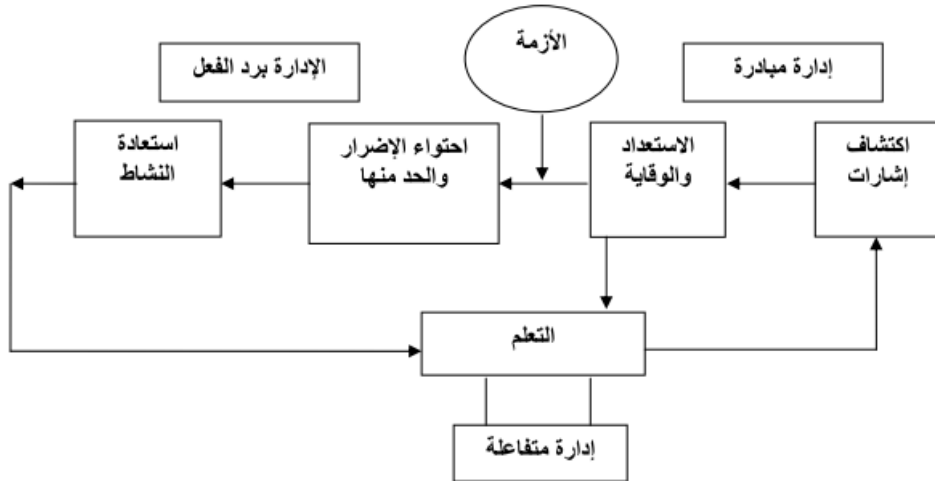 الأزمة
إدارة مبادرة
الإدارة برد الفعل
اكتشاف
إشارات
الاستعداد
والوقاية
احتواء الإضرار
والحد منها
استعادة
النشاط
التعلم
إدارة متفاعلة